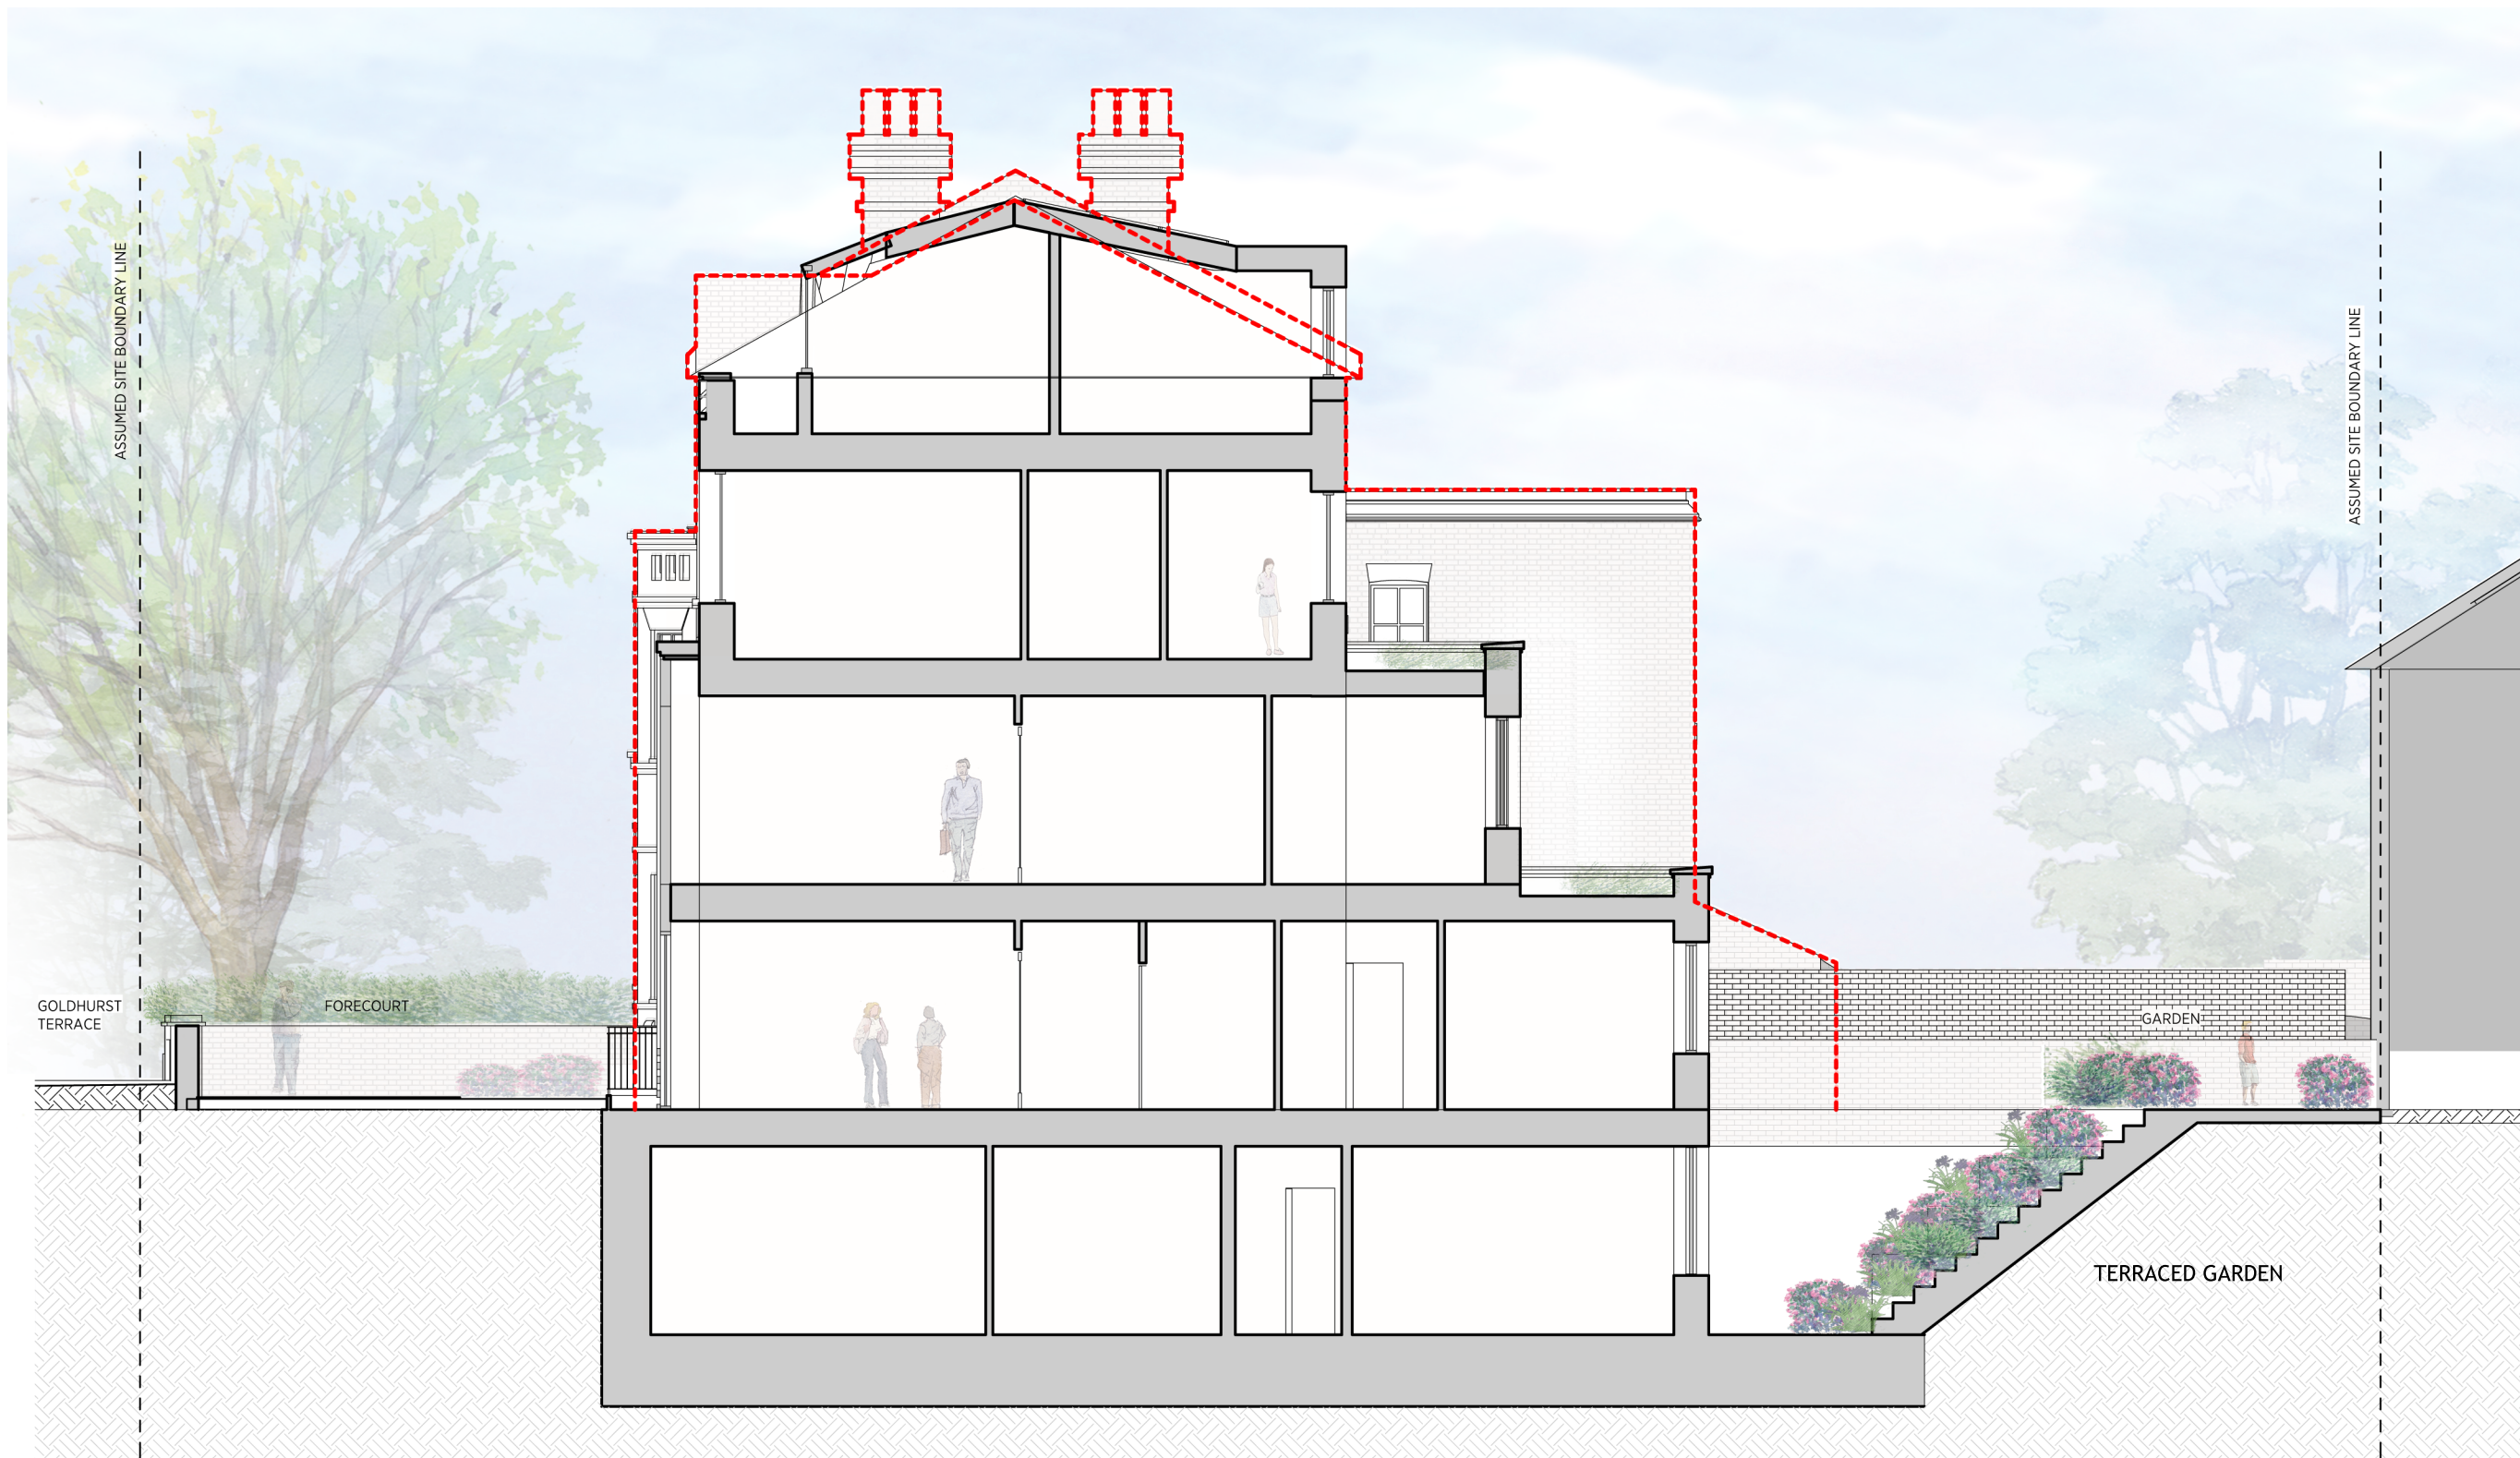 ASSUMED SITE BOUNDARY LINE
ASSUMED SITE BOUNDARY LINE
GOLDHURST
TERRACE
FORECOURT
GARDEN
TERRACED GARDEN